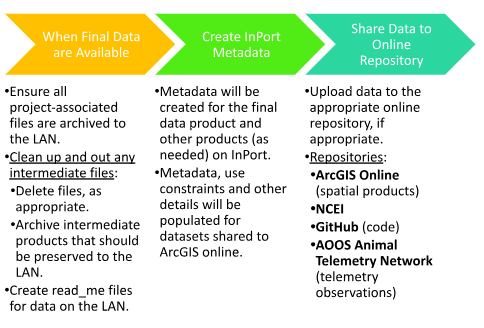 When Final Data
are Available
Create InPort
Metadata
Share Data to
Online
Repository
•Ensure all
project-associated
files are archived to
the LAN.
•Clean up and out any
intermediate files:
•Delete files, as
appropriate.
•Archive intermediate
products that should
be preserved to the
LAN.
•Create read_me files
for data on the LAN.
•Metadata will be
created for the final
data product and
other products (as
needed) on InPort.
•Metadata, use
constraints and other
details will be
populated for
datasets shared to
ArcGIS online.
•Upload data to the
appropriate online
repository, if
appropriate.
•Repositories:
•ArcGIS Online
(spatial products)
•NCEI
•GitHub (code)
•AOOS Animal
Telemetry Network
(telemetry
observations)